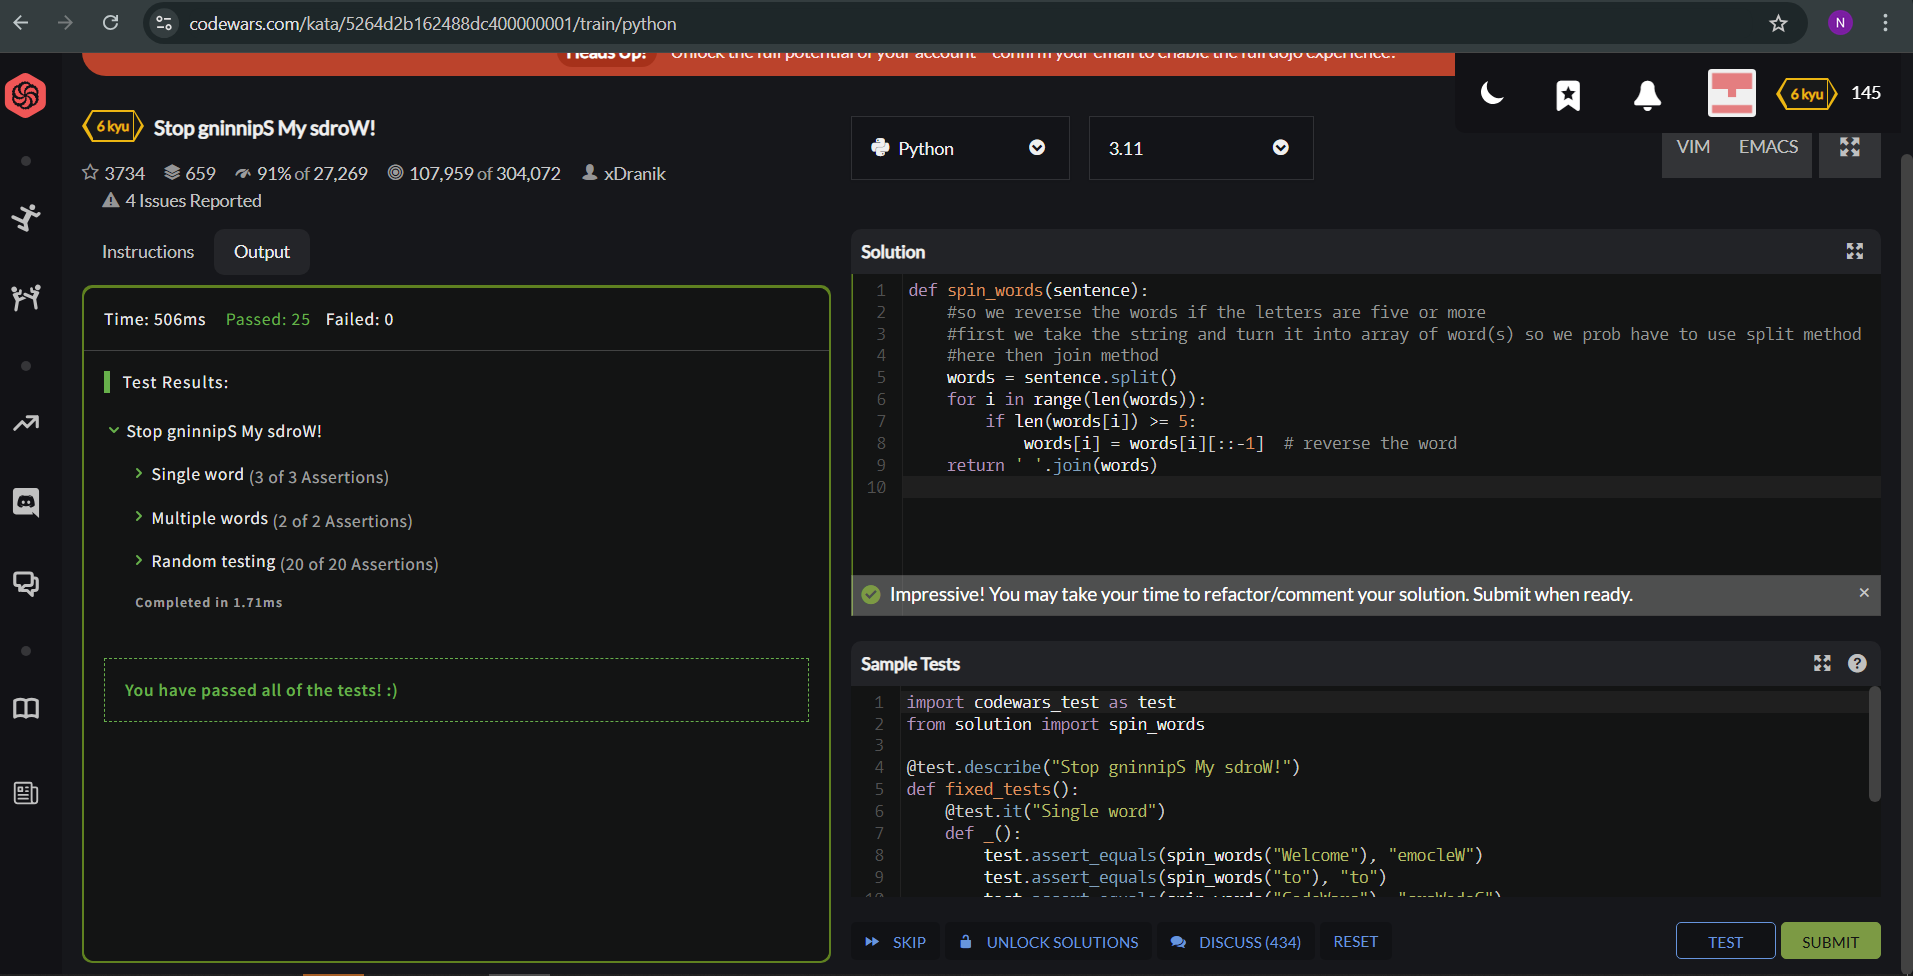 codewars.com/kata/5264d2b162488dc400000001/train/python
N
Heads Up! Unlock the full potential of your account - confirm your email to enable the full dojo experience.
6 kyu 145
6 kyu Stop gninnipS My sdroW!
3734 659 91% of 27,269 107,959 of 304,072 xDranik
4 Issues Reported
Python 3.11
VIM EMACS
Instructions Output
Time: 506ms Passed: 25 Failed: 0
Test Results:
Stop gninnipS My sdroW!
Single word (3 of 3 Assertions)
Multiple words (2 of 2 Assertions)
Random testing (20 of 20 Assertions)
Completed in 1.71ms
You have passed all of the tests! :)
Solution
1 def spin_words(sentence):
2 #so we reverse the words if the letters are five or more
3 #first we take the string and turn it into array of word(s) so we prob have to use split method
4 #here then join method
5 words = sentence.split()
6 for i in range(len(words)):
7 if len(words[i]) >= 5:
8 words[i] = words[i][::-1] # reverse the word
9 return ' '.join(words)
10
Impressive! You may take your time to refactor/comment your solution. Submit when ready.
Sample Tests
1 import codewars_test as test
2 from solution import spin_words
3
4 @test.describe("Stop gninnipS My sdroW!")
5 def fixed_tests():
6 @test.it("Single word")
7 def _():
8 test.assert_equals(spin_words("Welcome"), "emocleW")
9 test.assert_equals(spin_words("to"), "to")
SKIP UNLOCK SOLUTIONS DISCUSS (434) RESET TEST SUBMIT